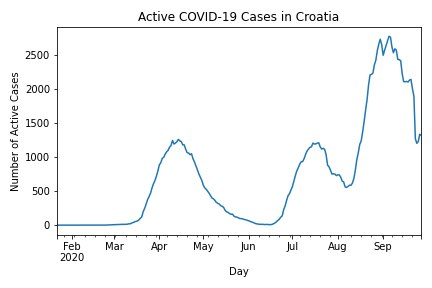 Active COVID-19 Cases in Croatia
Number of Active Cases
2500
2000
1500
1000
500
0
Feb Mar Apr May Jun Jul Aug Sep
2020
Day